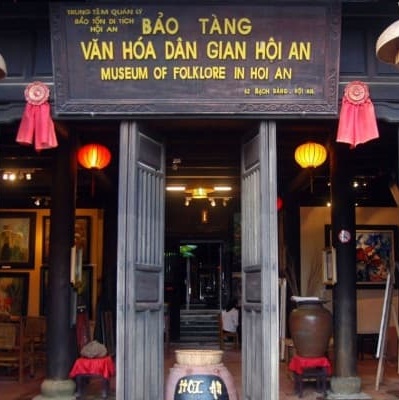 TRUNG TÂM QUẢN LÝ
BẢO TỒN DI TÍCH
HỘI AN
BẢO TÀNG
VĂN HÓA DÂN GIAN HỘI AN
MUSEUM OF FOLKLORE IN HOI AN
62 BẠCH ĐẰNG - HỘI AN
HỘI AN